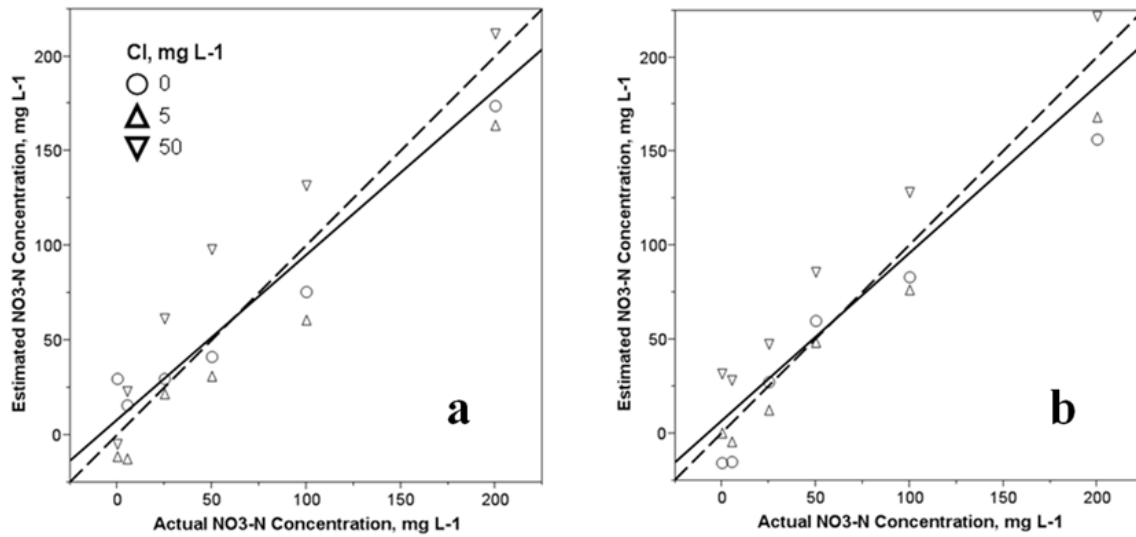 Cl, mg L-1
0
5
50
Estimated NO3-N Concentration, mg L-1
200
150
100
50
0
a
0 50 100 150 200
Actual NO3-N Concentration, mg L-1
Estimated NO3-N Concentration, mg L-1
200
150
100
50
0
b
0 50 100 150 200
Actual NO3-N Concentration, mg L-1